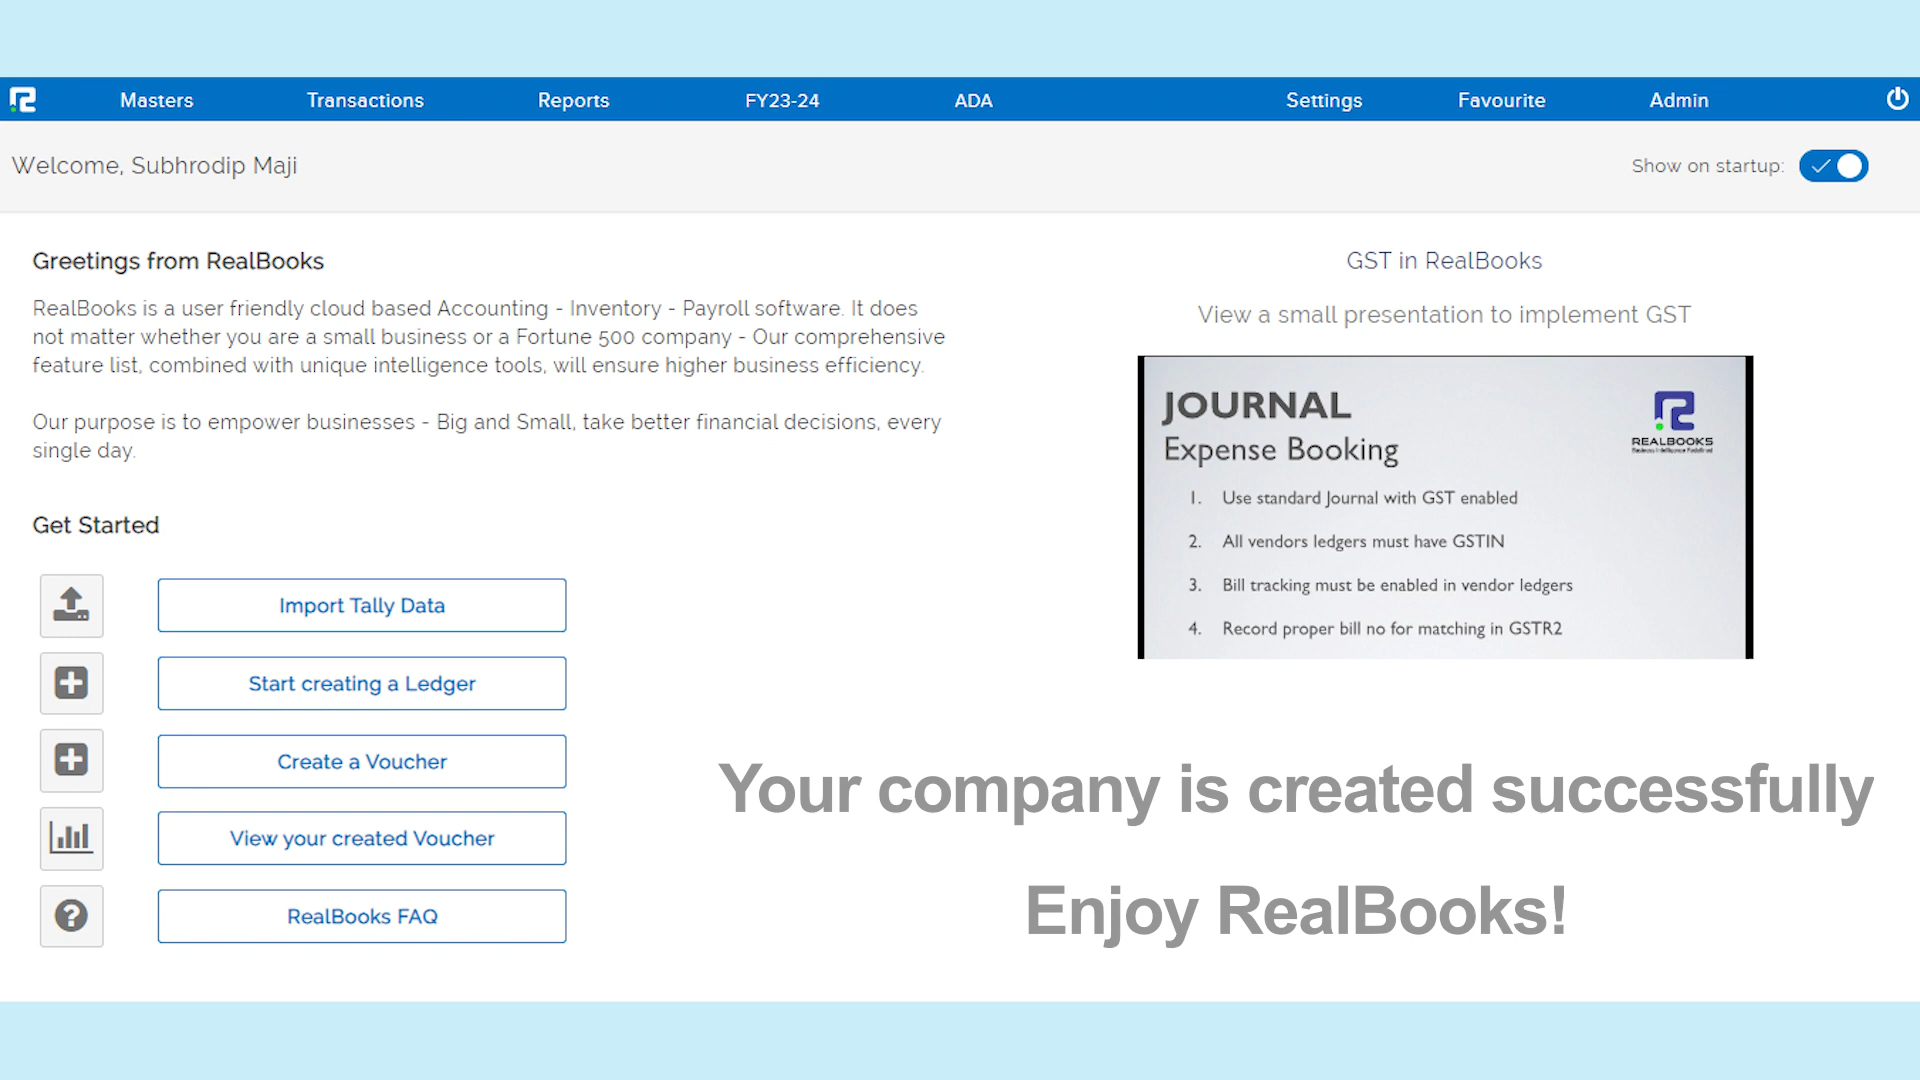 Masters
Transactions
Reports
FY23-24
ADA
Settings
Favourite
Admin
Welcome, Subhrodip Maji
Show on startup:
Greetings from RealBooks
RealBooks is a user friendly cloud based Accounting - Inventory - Payroll software. It does
not matter whether you are a small business or a Fortune 500 company - Our comprehensive
feature list, combined with unique intelligence tools, will ensure higher business efficiency.
Our purpose is to empower businesses - Big and Small, take better financial decisions, every
single day.
Get Started
Import Tally Data
Start creating a Ledger
Create a Voucher
View your created Voucher
RealBooks FAQ
GST in RealBooks
View a small presentation to implement GST
JOURNAL
Expense Booking
REALBOOKS
Business Intelligence Redefined
1. Use standard Journal with GST enabled
2. All vendors ledgers must have GSTIN
3. Bill tracking must be enabled in vendor ledgers
4. Record proper bill no for matching in GSTR2
Your company is created successfully
Enjoy RealBooks!